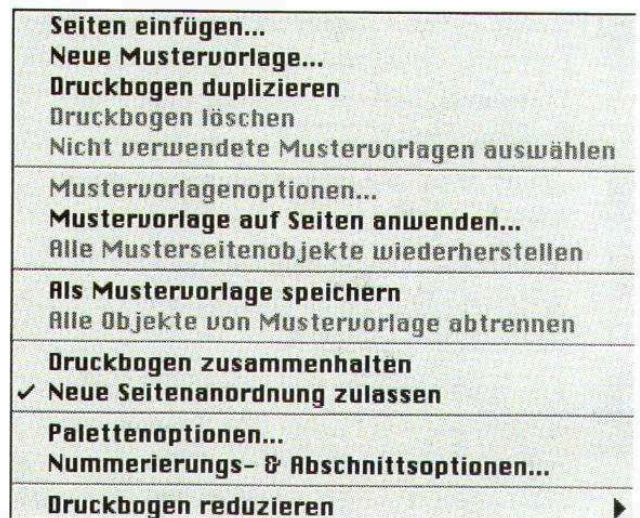 Seiten einfügen...
Neue Mustervorlage...
Druckbogen duplizieren
Druckbogen löschen
Nicht verwendete Mustervorlagen auswählen
Mustervorlagenoptionen...
Mustervorlage auf Seiten anwenden...
Alle Musterseitenobjekte wiederherstellen
Als Mustervorlage speichern
Alle Objekte von Mustervorlage abtrennen
Druckbogen zusammenhalten
✓ Neue Seitenanordnung zulassen
Palettenoptionen...
Nummerierungs- & Abschnittsoptionen...
Druckbogen reduzieren